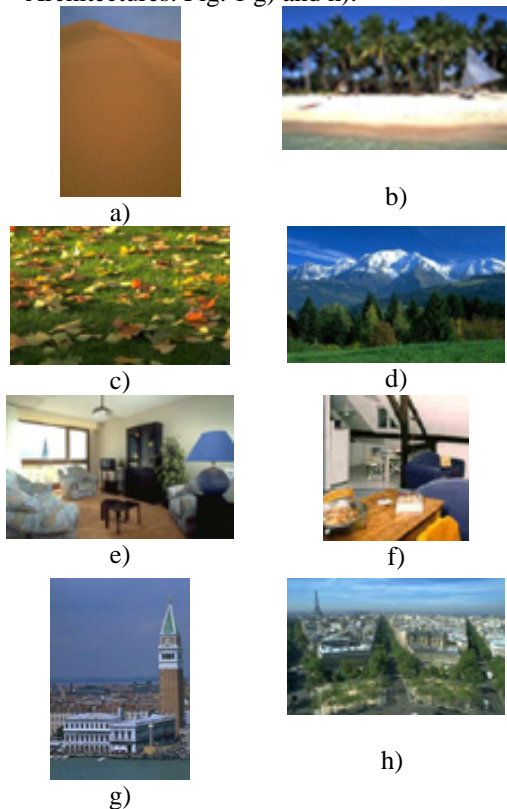 Architectures: Fig. 1 g) and h).
a)
b)
c)
d)
e)
f)
g)
h)